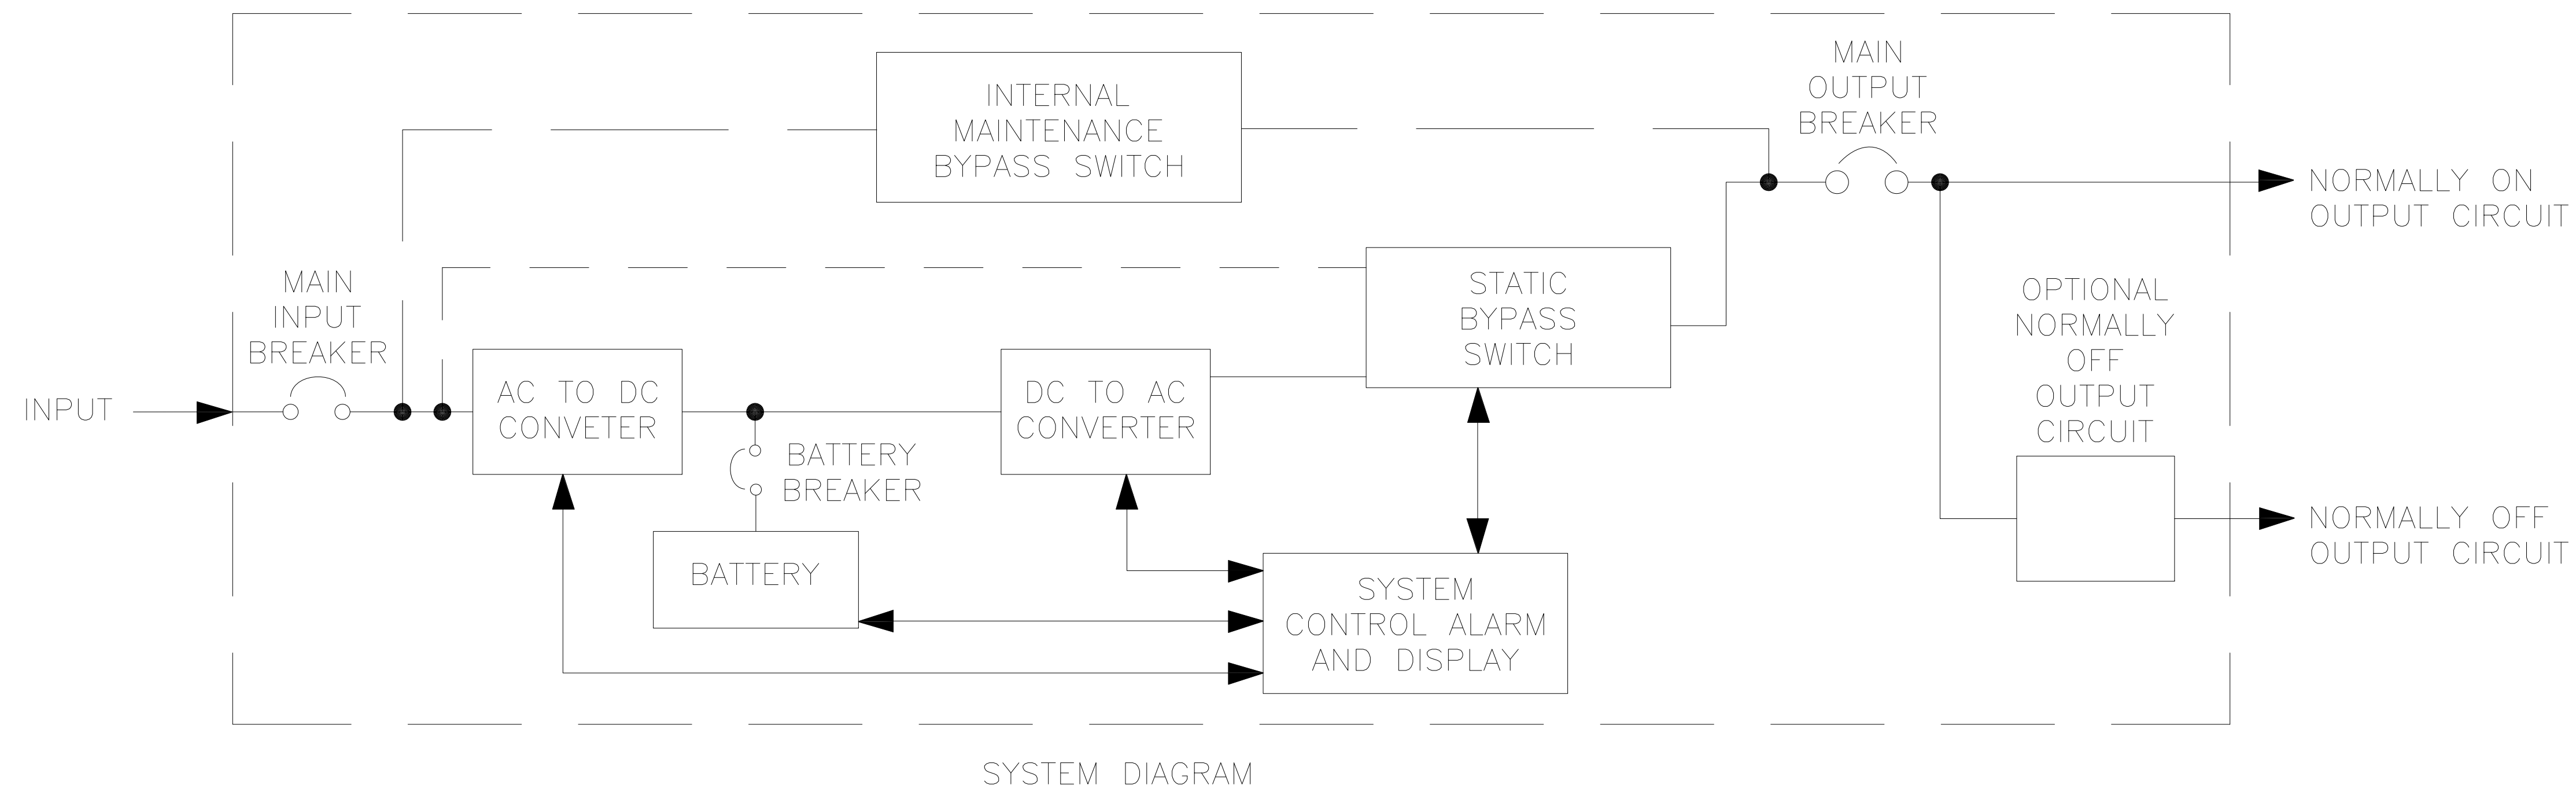 INTERNAL
MAINTENANCE
BYPASS SWITCH
MAIN
OUTPUT
BREAKER
NORMALLY ON
OUTPUT CIRCUIT
MAIN
INPUT
BREAKER
STATIC
BYPASS
SWITCH
OPTIONAL
NORMALLY
OFF
OUTPUT
CIRCUIT
INPUT
AC TO DC
CONVETER
DC TO AC
CONVERTER
BATTERY
BREAKER
BATTERY
SYSTEM
CONTROL ALARM
AND DISPLAY
NORMALLY OFF
OUTPUT CIRCUIT
SYSTEM DIAGRAM